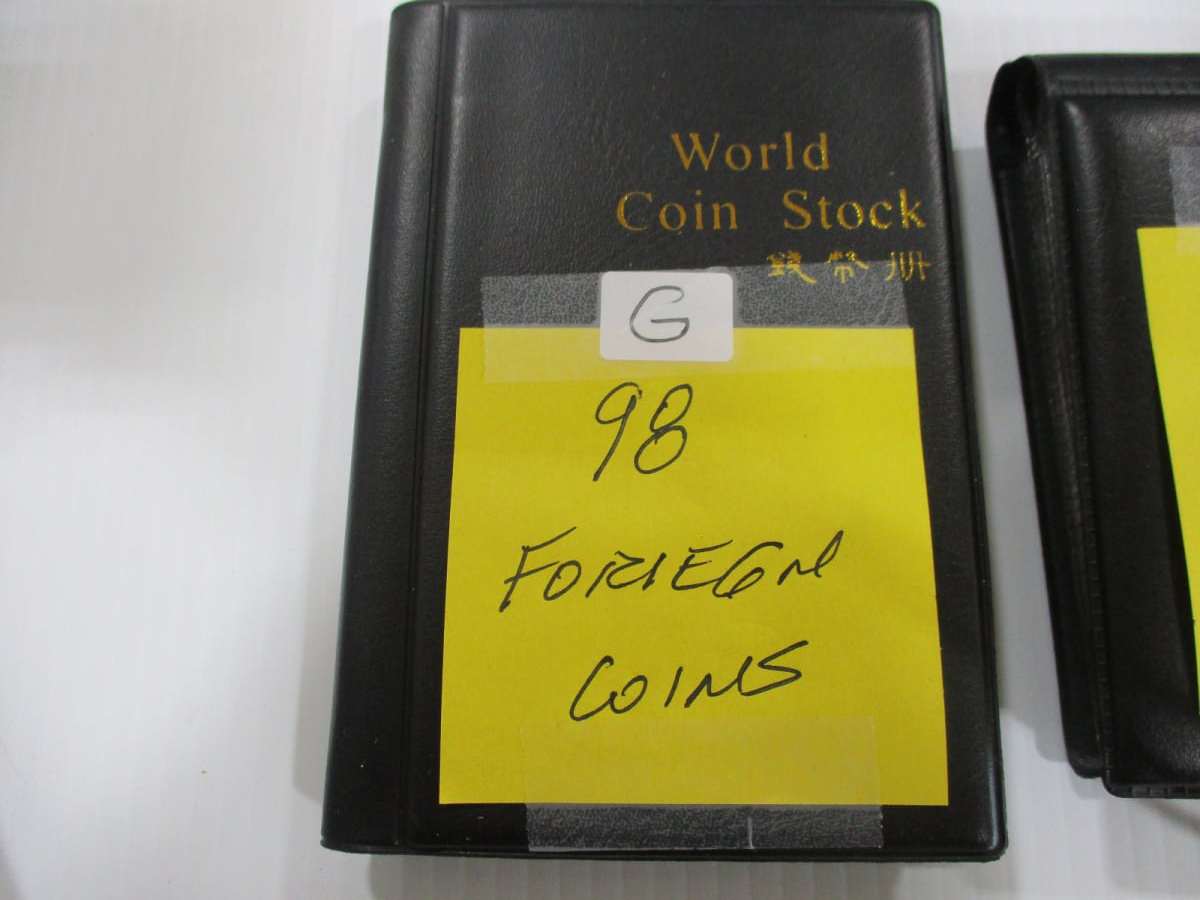 World
Coin Stock
錢幣册
G
98
FORIEGN
COINS